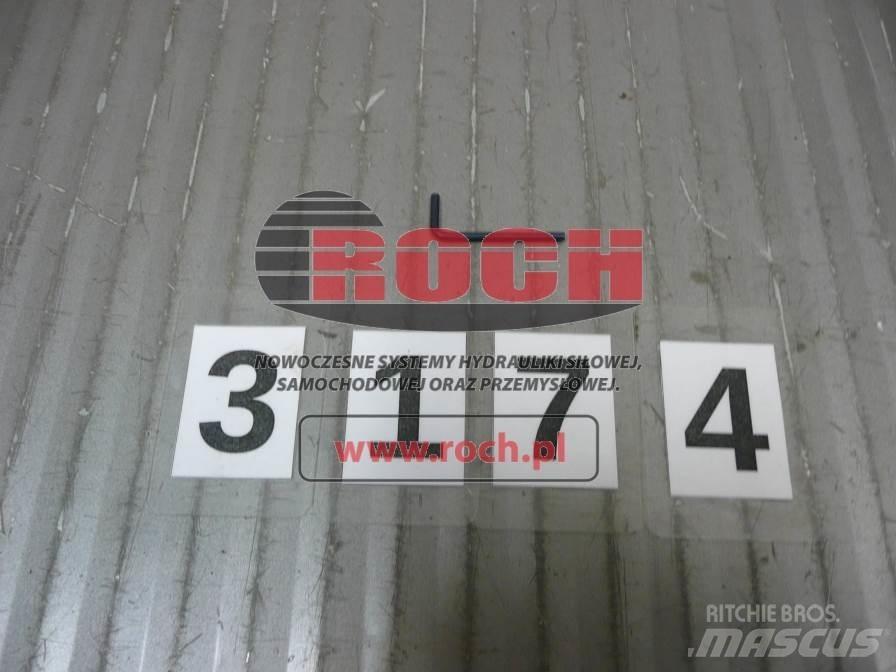 ROCH
NOWOCZESNE SYSTEMY HYDRAULIKI SIŁOWEJ,
SAMOCHODOWEJ ORAZ PRZEMYSŁOWEJ.
3 1 7 4
www.roch.pl
RITCHIE BROS.
MASCUS